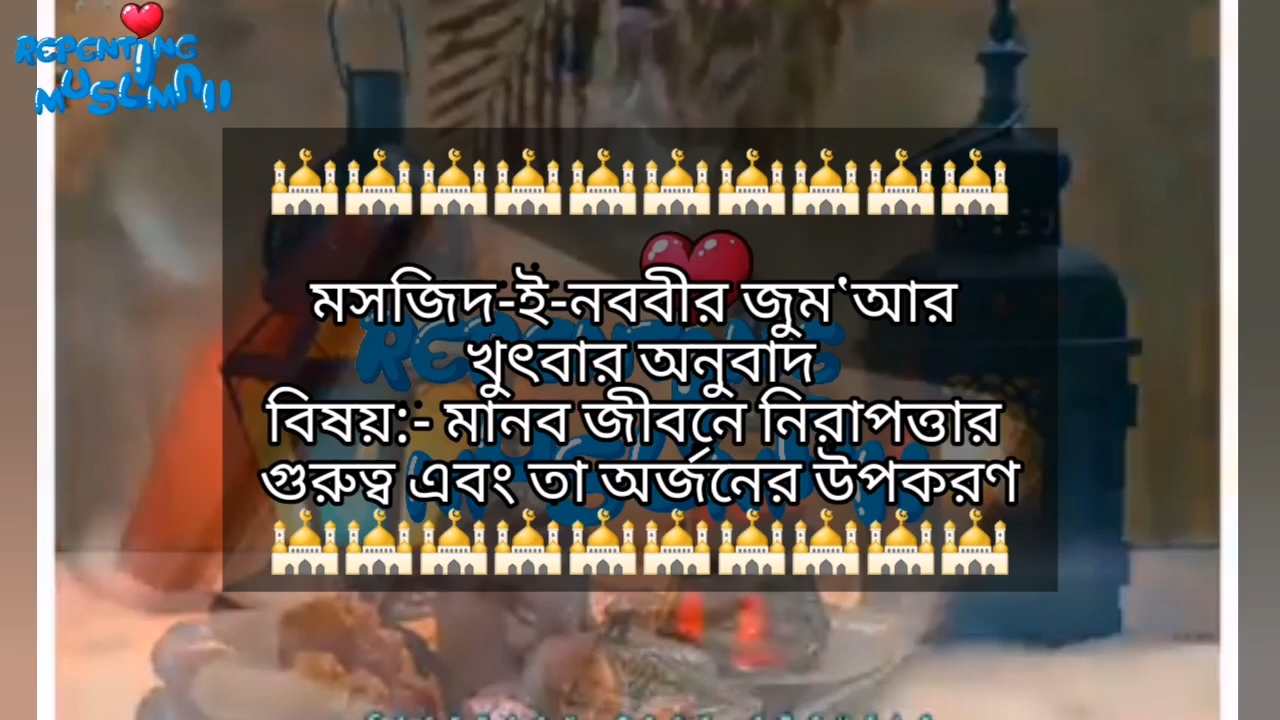 REPENTING
MUSLIM
মসজিদ-ই-নববীর জুম'আর
খুৎবার অনুবাদ
বিষয়:- মানব জীবনে নিরাপত্তার
গুরুত্ব এবং তা অর্জনের উপকরণ